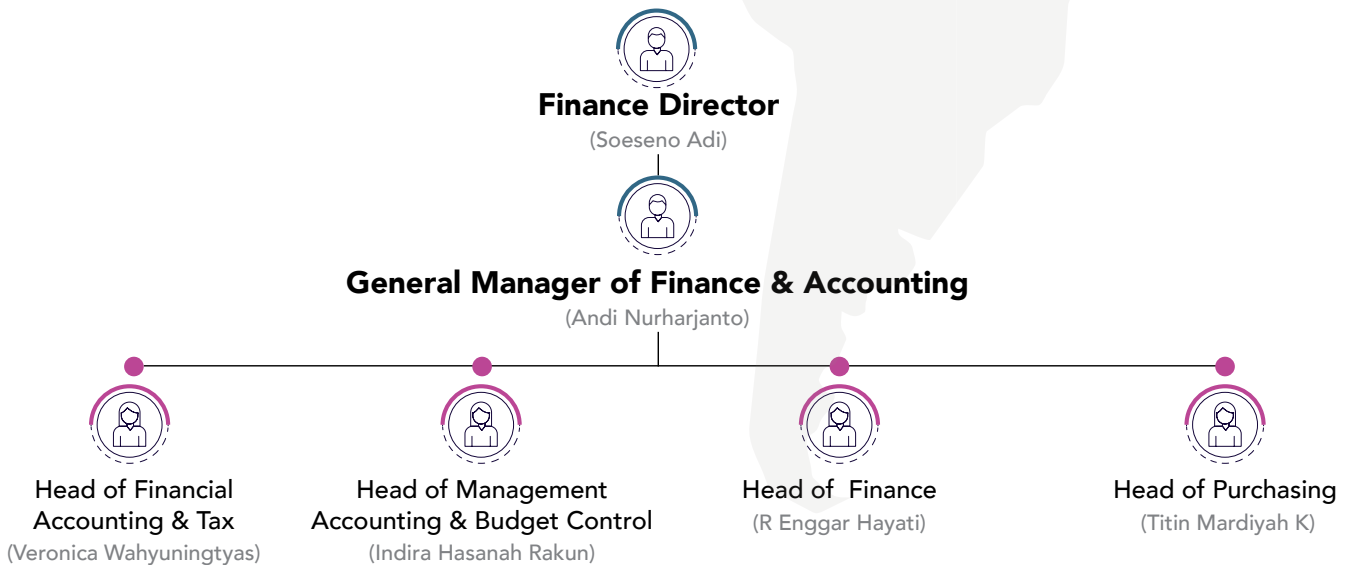 Finance Director
(Soeseno Adi)
General Manager of Finance & Accounting
(Andi Nurharjanto)
Head of Financial
Accounting & Tax
(Veronica Wahyuningtyas)
Head of Management
Accounting & Budget Control
(Indira Hasanah Rakun)
Head of Finance
(R Enggar Hayati)
Head of Purchasing
(Titin Mardiyah K)